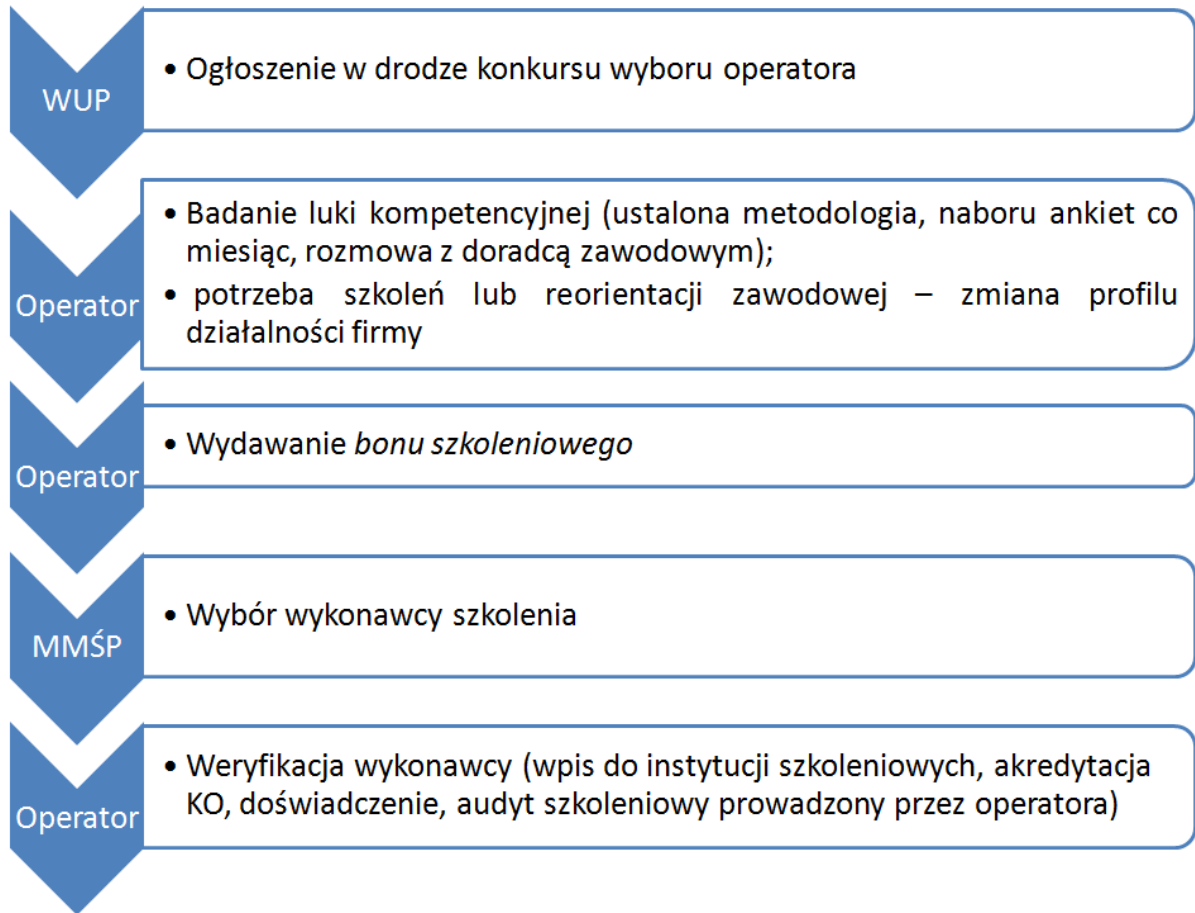 WUP
• Ogłoszenie w drodze konkursu wyboru operatora
Operator
• Badanie luki kompetencyjnej (ustalona metodologia, naboru ankiet co
miesiąc, rozmowa z doradcą zawodowym);
• potrzeba szkoleń lub reorientacji zawodowej – zmiana profilu
działalności firmy
Operator
• Wydawanie bonu szkoleniowego
MMŚP
• Wybór wykonawcy szkolenia
Operator
• Weryfikacja wykonawcy (wpis do instytucji szkoleniowych, akredytacja
KO, doświadczenie, audyt szkoleniowy prowadzony przez operatora)